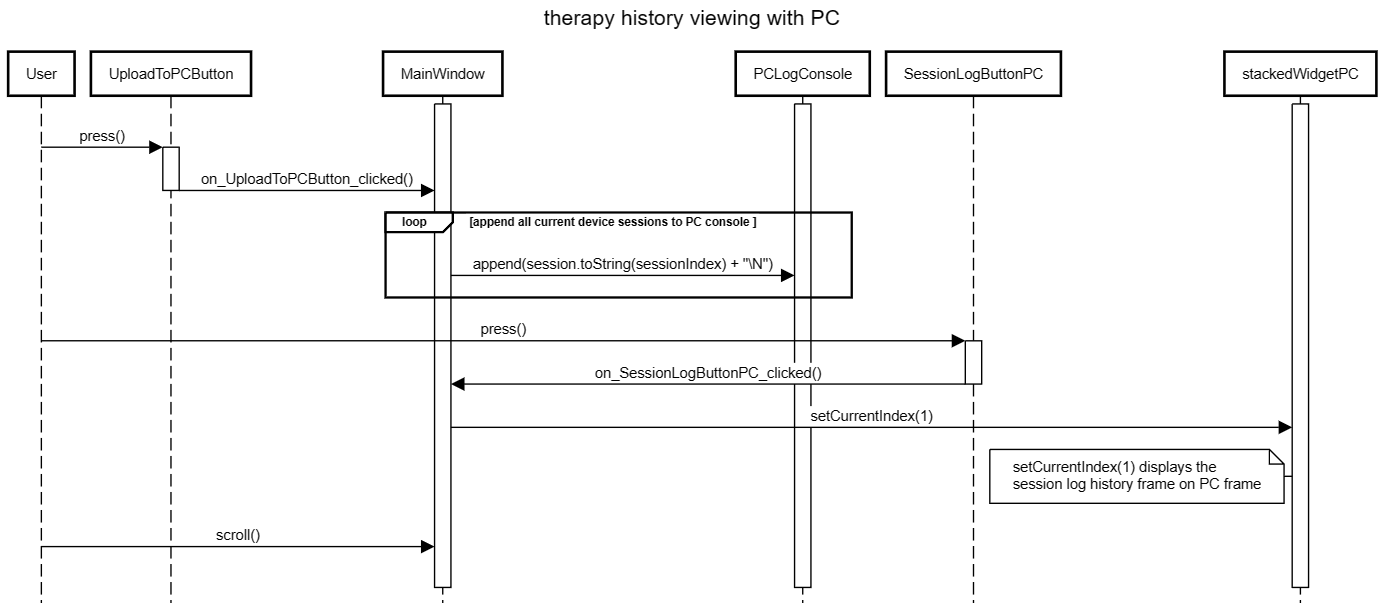 therapy history viewing with PC
User
UploadToPCButton
MainWindow
PCLogConsole
SessionLogButtonPC
stackedWidgetPC
press()
on_UploadToPCButton_clicked()
loop
[append all current device sessions to PC console ]
append(session.toString(sessionIndex) + "\N")
press()
on_SessionLogButtonPC_clicked()
setCurrentIndex(1)
setCurrentIndex(1) displays the
session log history frame on PC frame
scroll()